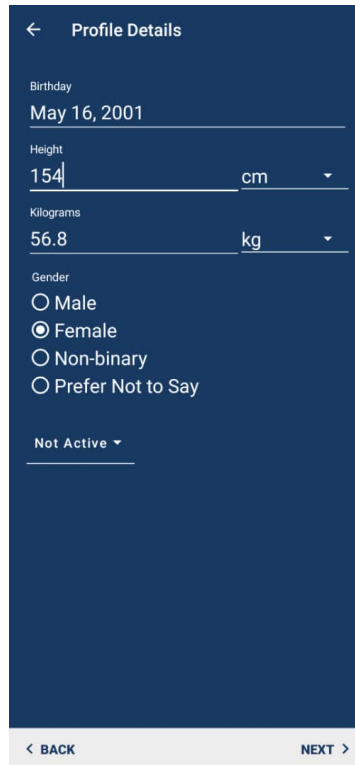 Profile Details
Birthday
May 16, 2001
Height
154 cm
Kilograms
56.8 kg
Gender
Male
Female
Non-binary
Prefer Not to Say
Not Active
BACK NEXT